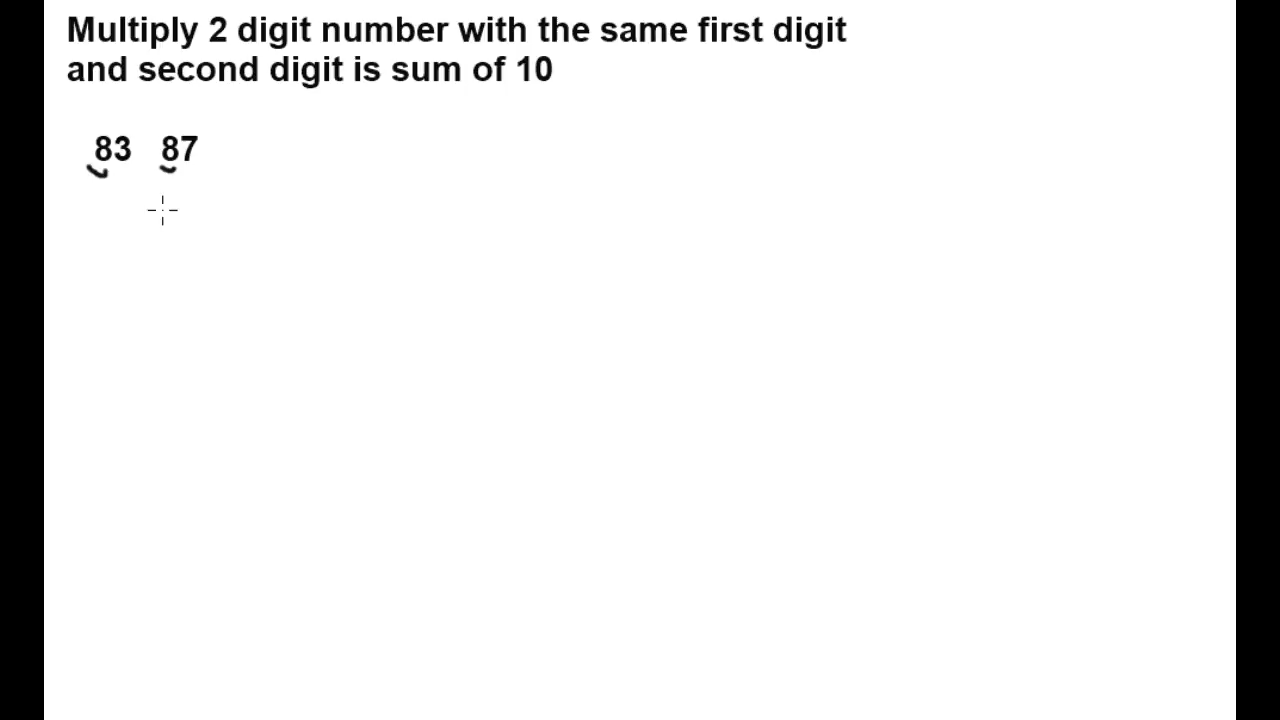 Multiply 2 digit number with the same first digit
and second digit is sum of 10
83 87